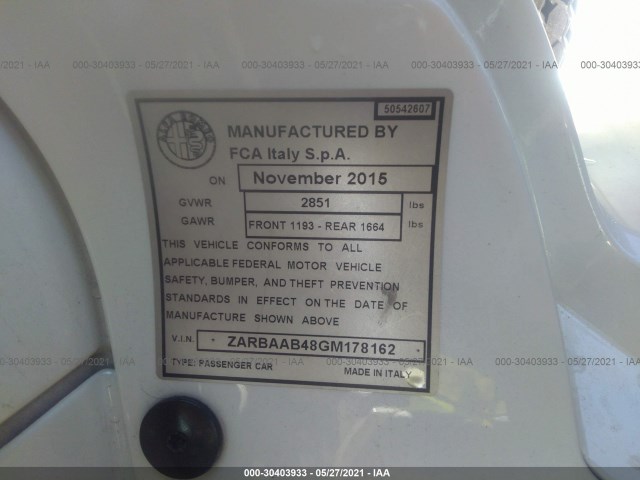 000-30403933 - 05/27/2021 - IAA
50542607
ALFA ROMEO
MANUFACTURED BY
FCA Italy S.p.A.
ON November 2015
GVWR 2851 lbs
GAWR FRONT 1193 - REAR 1664 lbs
THIS VEHICLE CONFORMS TO ALL
APPLICABLE FEDERAL MOTOR VEHICLE
SAFETY, BUMPER, AND THEFT PREVENTION
STANDARDS IN EFFECT ON THE DATE OF
MANUFACTURE SHOWN ABOVE
V.I.N. · ZARBAAB48GM178162 ·
TYPE: PASSENGER CAR MADE IN ITALY
000-30403933 - 05/27/2021 - IAA